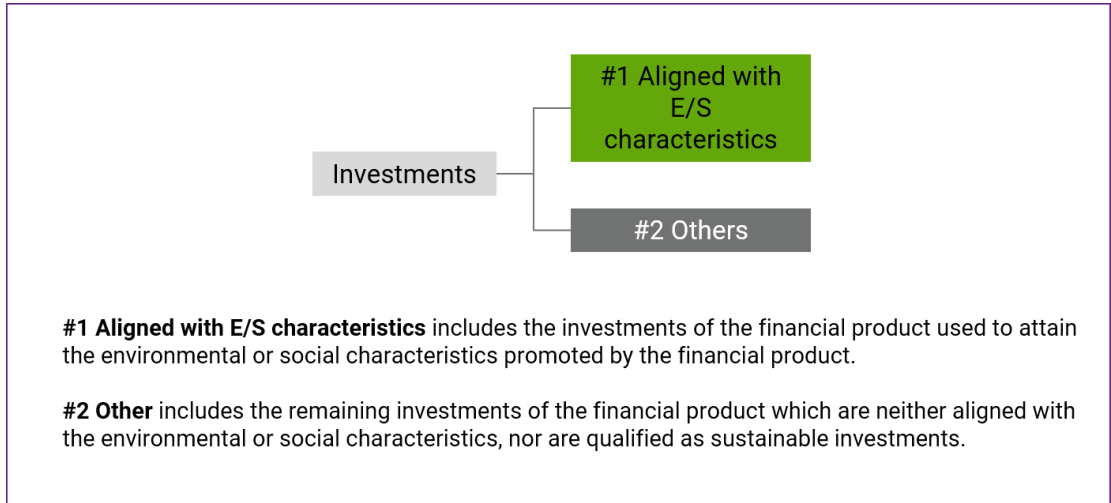 #1 Aligned with
E/S
characteristics
Investments
#2 Others
#1 Aligned with E/S characteristics includes the investments of the financial product used to attain
the environmental or social characteristics promoted by the financial product.
#2 Other includes the remaining investments of the financial product which are neither aligned with
the environmental or social characteristics, nor are qualified as sustainable investments.